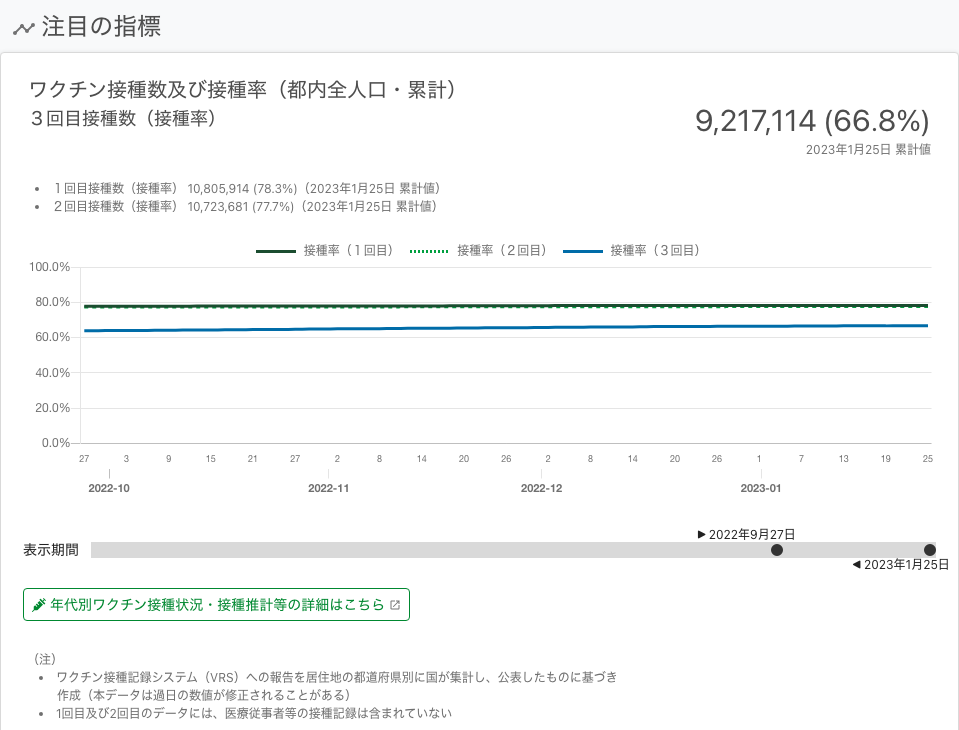 注目の指標
ワクチン接種数及び接種率（都内全人口・累計）
３回目接種数（接種率）
9,217,114 (66.8%)
2023年1月25日 累計値
１回目接種数（接種率） 10,805,914 (78.3%)（2023年1月25日 累計値）
２回目接種数（接種率） 10,723,681 (77.7%)（2023年1月25日 累計値）
接種率（１回目） 接種率（２回目） 接種率（３回目）
100.0%
80.0%
60.0%
40.0%
20.0%
0.0%
27 3 9 15 21 27 2 8 14 20 26 2 8 14 20 26 1 7 13 19 25
2022-10 2022-11 2022-12 2023-01
▶ 2022年9月27日
表示期間
◀ 2023年1月25日
年代別ワクチン接種状況・接種推計等の詳細はこちら
（注）
ワクチン接種記録システム（VRS）への報告を居住地の都道府県別に国が集計し、公表したものに基づき
作成（本データは過日の数値が修正されることがある）
1回目及び2回目のデータには、医療従事者等の接種記録は含まれていない